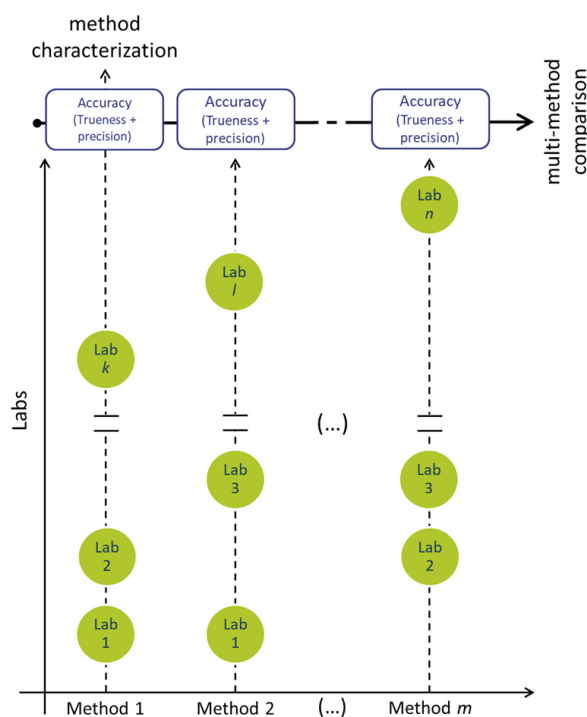 method
characterization
Accuracy
(Trueness +
precision)
Accuracy
(Trueness +
precision)
Accuracy
(Trueness +
precision)
multi-method
comparison
Lab
n
Lab
l
Lab
k
Labs
(...)
Lab
3
Lab
3
Lab
2
Lab
2
Lab
1
Lab
1
Method 1
Method 2
(...)
Method m